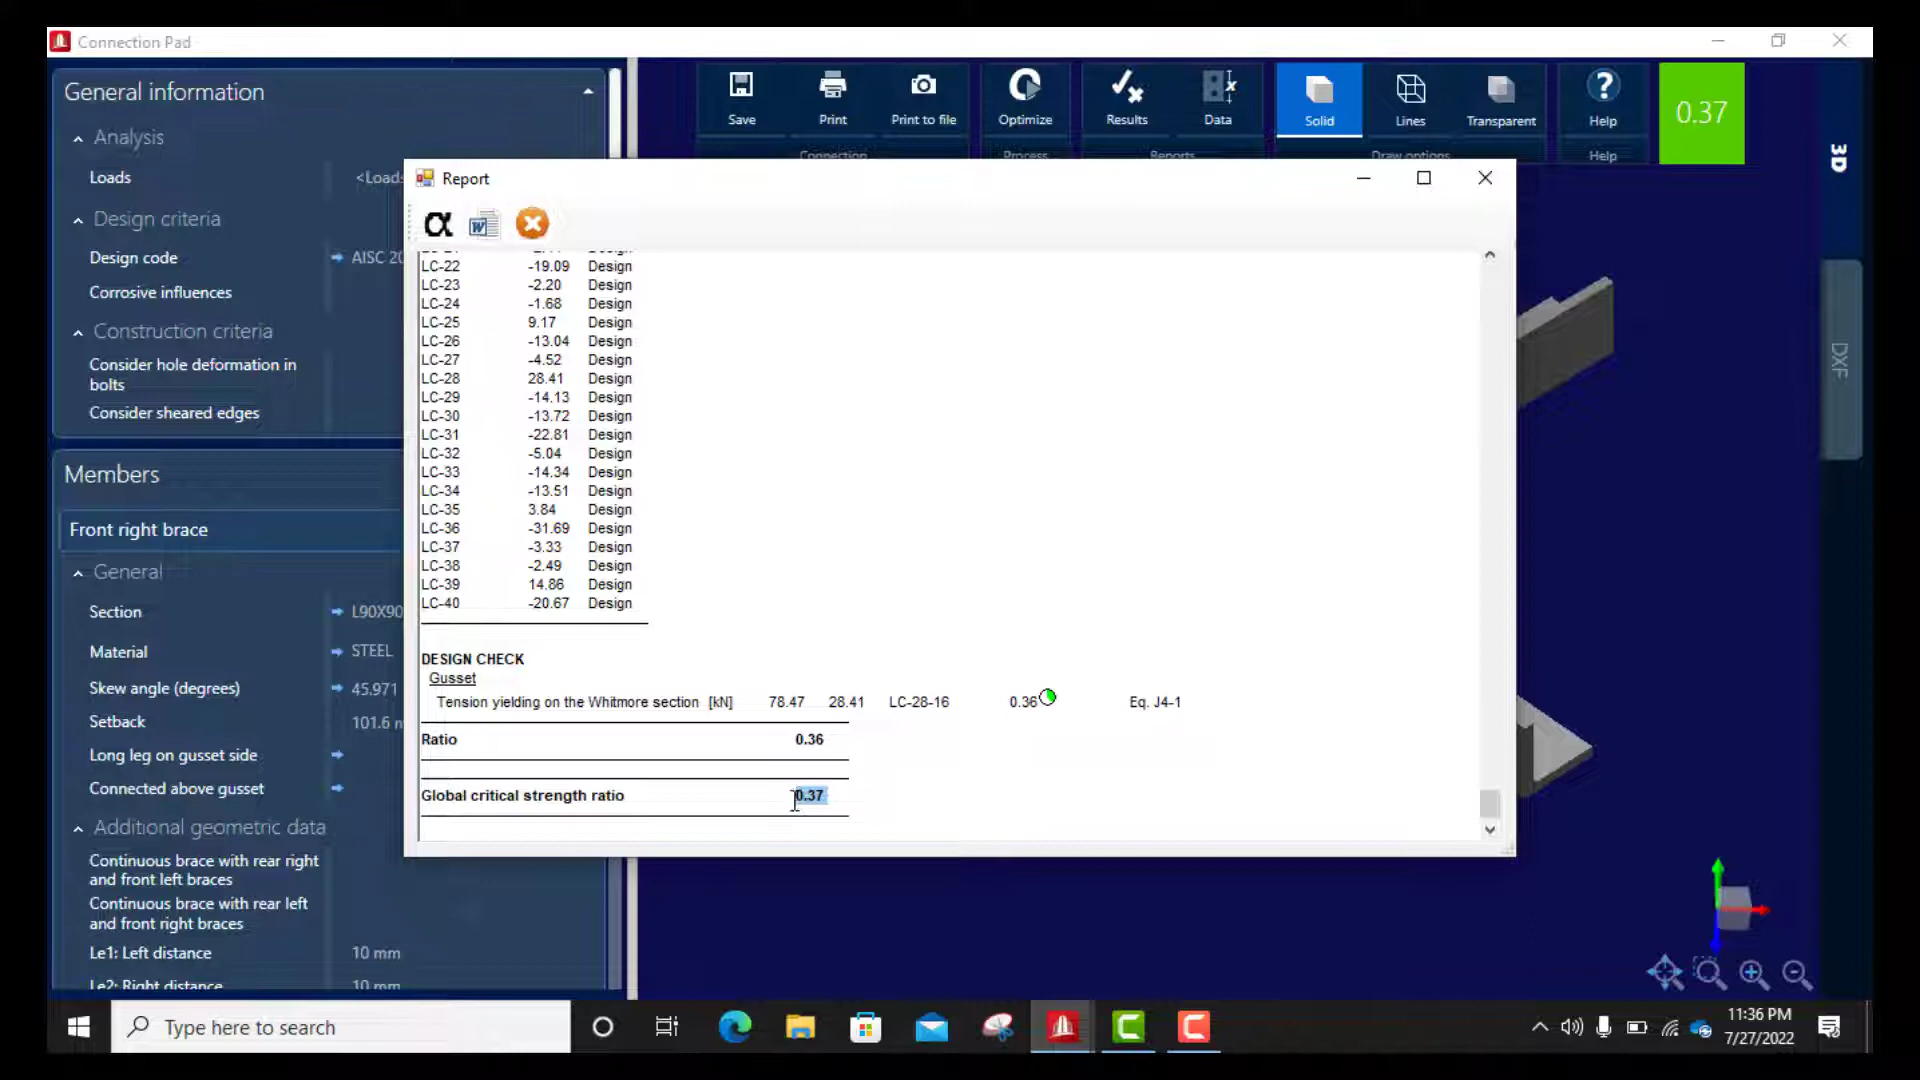 Connection Pad
General information
Analysis
Loads <Loads
Design criteria
Design code AISC 20
Corrosive influences
Construction criteria
Consider hole deformation in
bolts
Consider sheared edges
Members
Front right brace
General
Section L90X90
Material STEEL
Skew angle (degrees) 45.971
Setback 101.6 m
Long leg on gusset side
Connected above gusset
Additional geometric data
Continuous brace with rear right
and front left braces
Continuous brace with rear left
and front right braces
Le1: Left distance 10 mm
Le2: Right distance 10 mm
Save
Print
Print to file
Optimize
Results
Data
Solid
Lines
Transparent
Help
0.37
Connection
Process
Reports
Draw options
Help
3D
DXF
Report
LC-22 -19.09 Design
LC-23 -2.20 Design
LC-24 -1.68 Design
LC-25 9.17 Design
LC-26 -13.04 Design
LC-27 -4.52 Design
LC-28 28.41 Design
LC-29 -14.13 Design
LC-30 -13.72 Design
LC-31 -22.81 Design
LC-32 -5.04 Design
LC-33 -14.34 Design
LC-34 -13.51 Design
LC-35 3.84 Design
LC-36 -31.69 Design
LC-37 -3.33 Design
LC-38 -2.49 Design
LC-39 14.86 Design
LC-40 -20.67 Design
DESIGN CHECK
Gusset
Tension yielding on the Whitmore section [kN] 78.47 28.41 LC-28-16 0.36 Eq. J4-1
Ratio 0.36
Global critical strength ratio 0.37
Type here to search
11:36 PM
7/27/2022